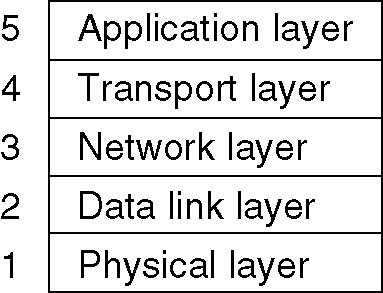 5 Application layer
4 Transport layer
3 Network layer
2 Data link layer
1 Physical layer